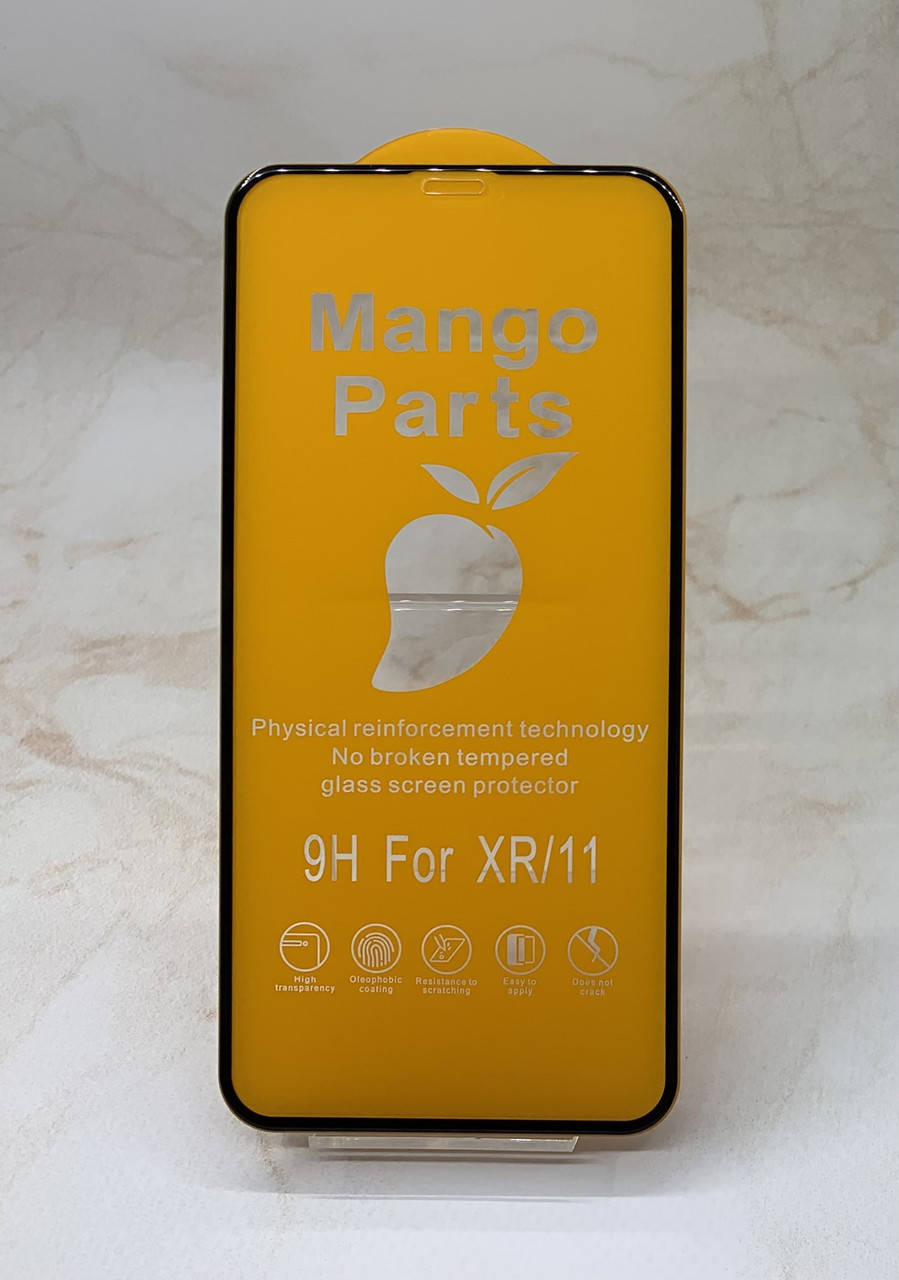 Mango
Parts
Physical reinforcement technology
No broken tempered
glass screen protector
9H For XR/11
High
transparency
Oleophobic
coating
Resistance to
scratching
Easy to
apply
Does not
crack